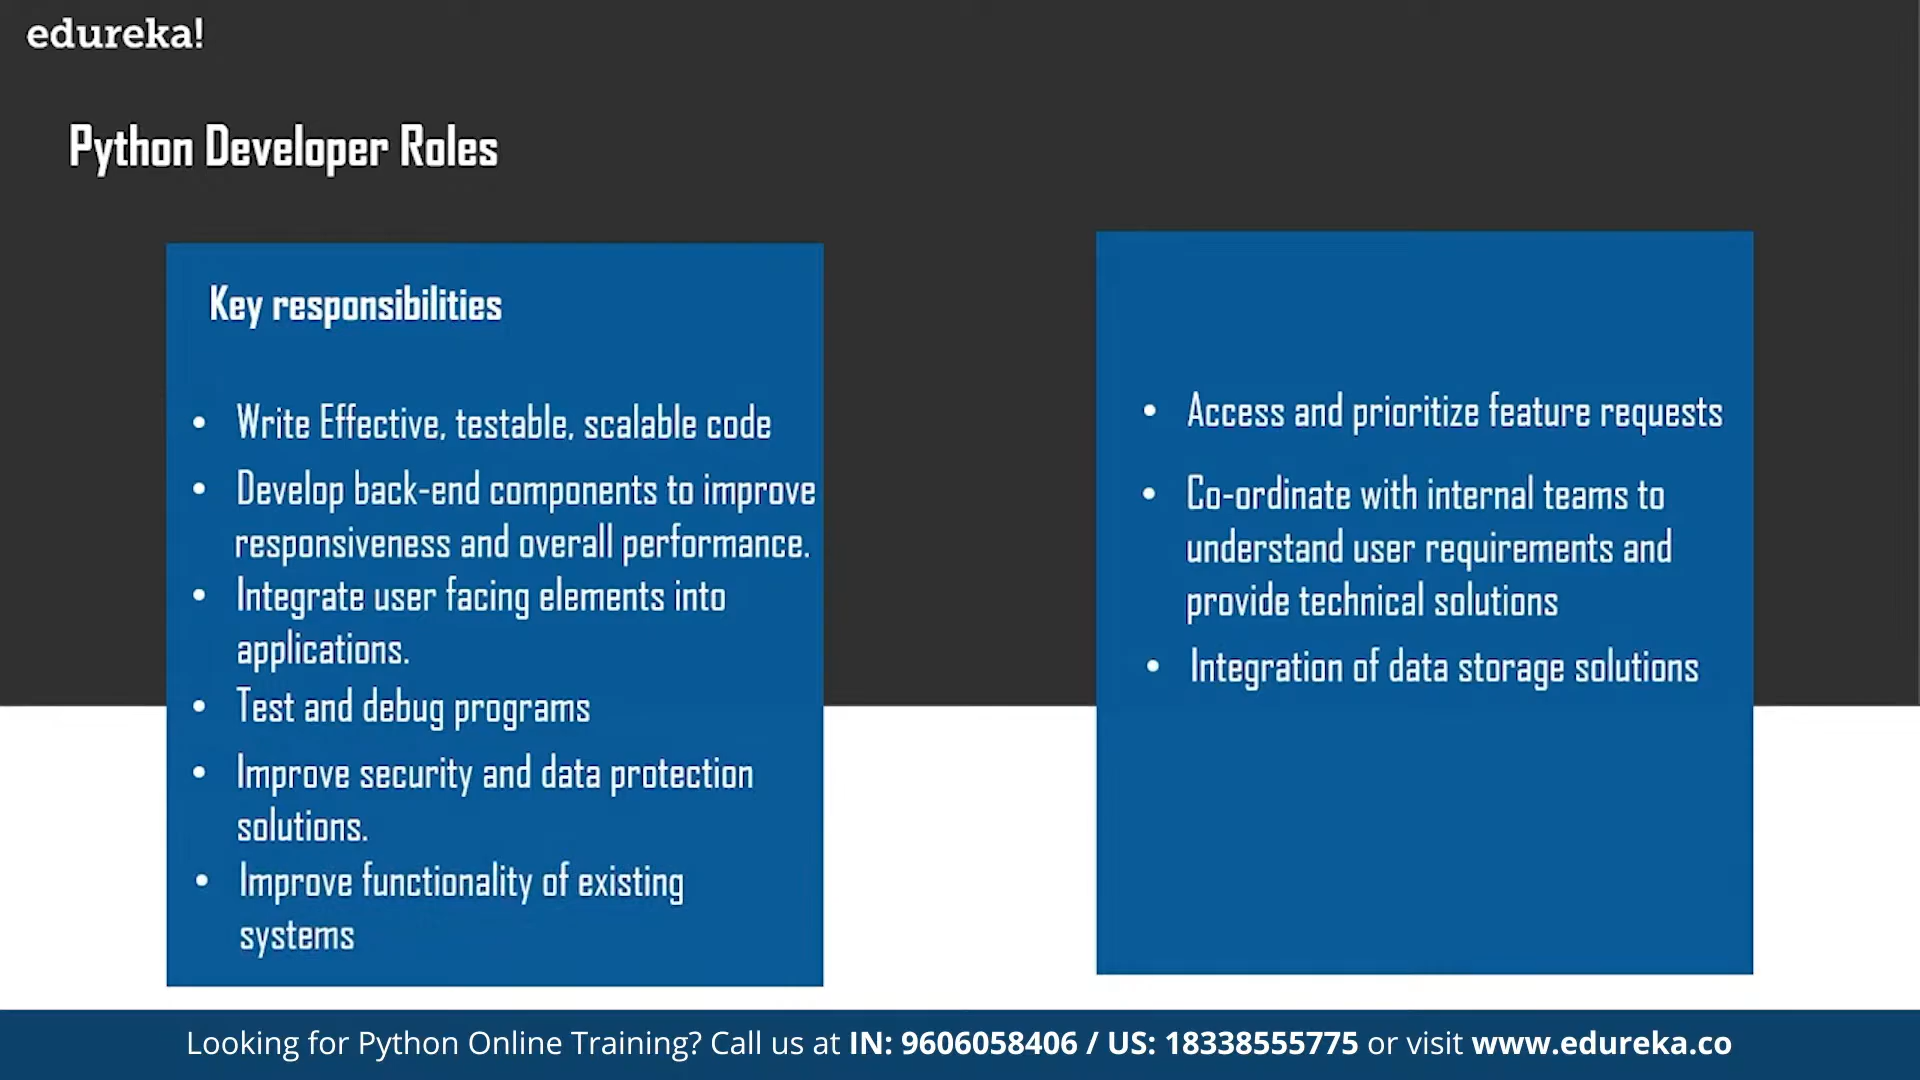 edureka!
Python Developer Roles
Key responsibilities
• Write Effective, testable, scalable code
• Develop back-end components to improve
responsiveness and overall performance.
• Integrate user facing elements into
applications.
• Test and debug programs
• Improve security and data protection
solutions.
• Improve functionality of existing
systems
• Access and prioritize feature requests
• Co-ordinate with internal teams to
understand user requirements and
provide technical solutions
• Integration of data storage solutions
Looking for Python Online Training? Call us at IN: 9606058406 / US: 18338555775 or visit www.edureka.co